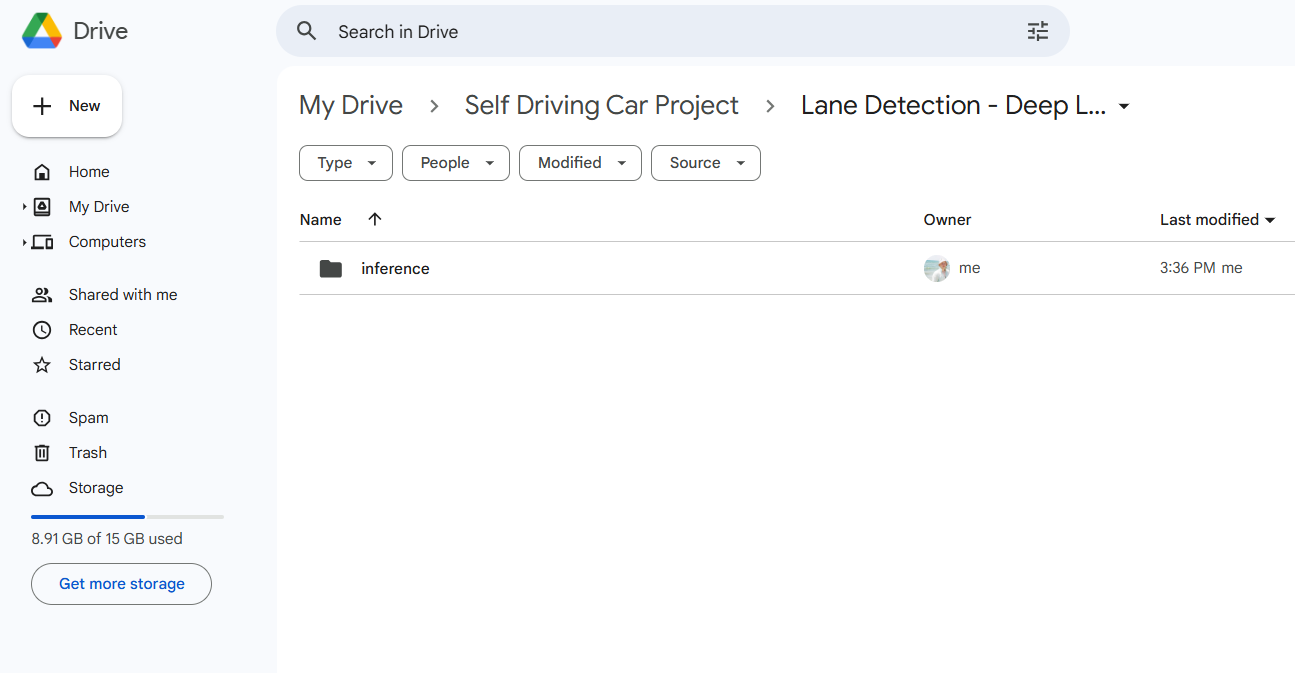 Drive
Search in Drive
New
My Drive Self Driving Car Project Lane Detection - Deep L...
Type People Modified Source
Home
My Drive
Computers
Shared with me
Recent
Starred
Spam
Trash
Storage
8.91 GB of 15 GB used
Get more storage
Name Owner Last modified
inference me 3:36 PM me